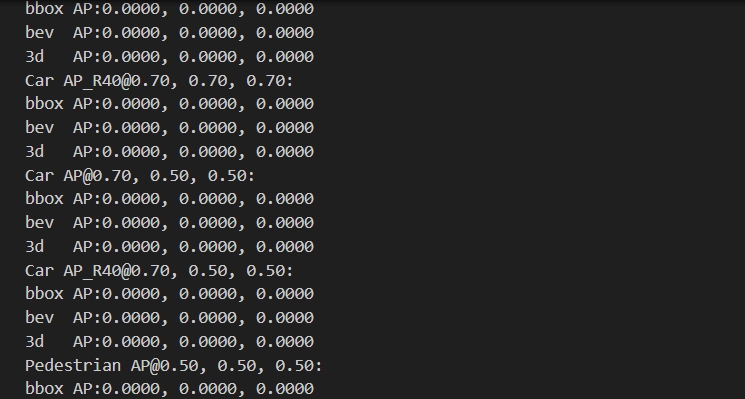 bbox AP:0.0000, 0.0000, 0.0000
bev  AP:0.0000, 0.0000, 0.0000
3d   AP:0.0000, 0.0000, 0.0000
Car AP_R40@0.70, 0.70, 0.70:
bbox AP:0.0000, 0.0000, 0.0000
bev  AP:0.0000, 0.0000, 0.0000
3d   AP:0.0000, 0.0000, 0.0000
Car AP@0.70, 0.50, 0.50:
bbox AP:0.0000, 0.0000, 0.0000
bev  AP:0.0000, 0.0000, 0.0000
3d   AP:0.0000, 0.0000, 0.0000
Car AP_R40@0.70, 0.50, 0.50:
bbox AP:0.0000, 0.0000, 0.0000
bev  AP:0.0000, 0.0000, 0.0000
3d   AP:0.0000, 0.0000, 0.0000
Pedestrian AP@0.50, 0.50, 0.50:
bbox AP:0.0000, 0.0000, 0.0000